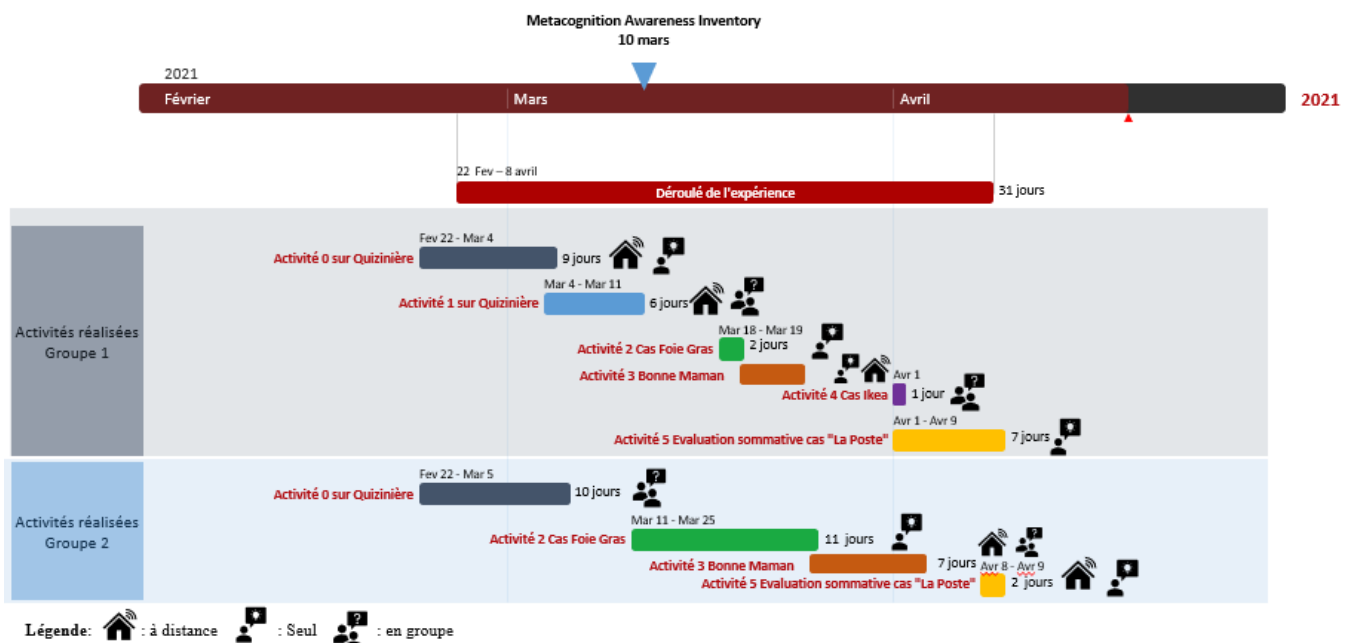 Metacognition Awareness Inventory
10 mars
2021
Février
Mars
Avril
2021
22 Fev – 8 avril
Déroulé de l'expérience
31 jours
Activités réalisées
Groupe 1
Fev 22 - Mar 4
Activité 0 sur Quizinière
9 jours
Mar 4 - Mar 11
Activité 1 sur Quizinière
6 jours
Mar 18 - Mar 19
Activité 2 Cas Foie Gras
2 jours
Activité 3 Bonne Maman
Avr 1
Activité 4 Cas Ikea
1 jour
Avr 1 - Avr 9
Activité 5 Evaluation sommative cas "La Poste"
7 jours
Activités réalisées
Groupe 2
Fev 22 - Mar 5
Activité 0 sur Quizinière
10 jours
Mar 11 - Mar 25
Activité 2 Cas Foie Gras
11 jours
Activité 3 Bonne Maman
7 jours
Avr 8 - Avr 9
Activité 5 Evaluation sommative cas "La Poste"
2 jours
Légende: : à distance : Seul : en groupe